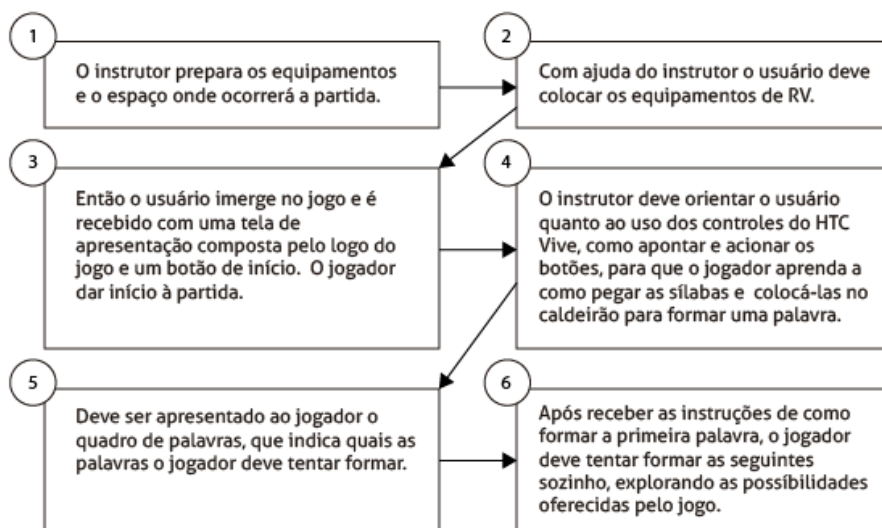 1
O instrutor prepara os equipamentos
e o espaço onde ocorrerá a partida.
2
Com ajuda do instrutor o usuário deve
colocar os equipamentos de RV.
3
Então o usuário imerge no jogo e é
recebido com uma tela de
apresentação composta pelo logo do
jogo e um botão de início. O jogador
dar início à partida.
4
O instrutor deve orientar o usuário
quanto ao uso dos controles do HTC
Vive, como apontar e acionar os
botões, para que o jogador aprenda a
como pegar as sílabas e colocá-las no
caldeirão para formar uma palavra.
5
Deve ser apresentado ao jogador o
quadro de palavras, que indica quais as
palavras o jogador deve tentar formar.
6
Após receber as instruções de como
formar a primeira palavra, o jogador
deve tentar formar as seguintes
sozinho, explorando as possíbilidades
oferecidas pelo jogo.